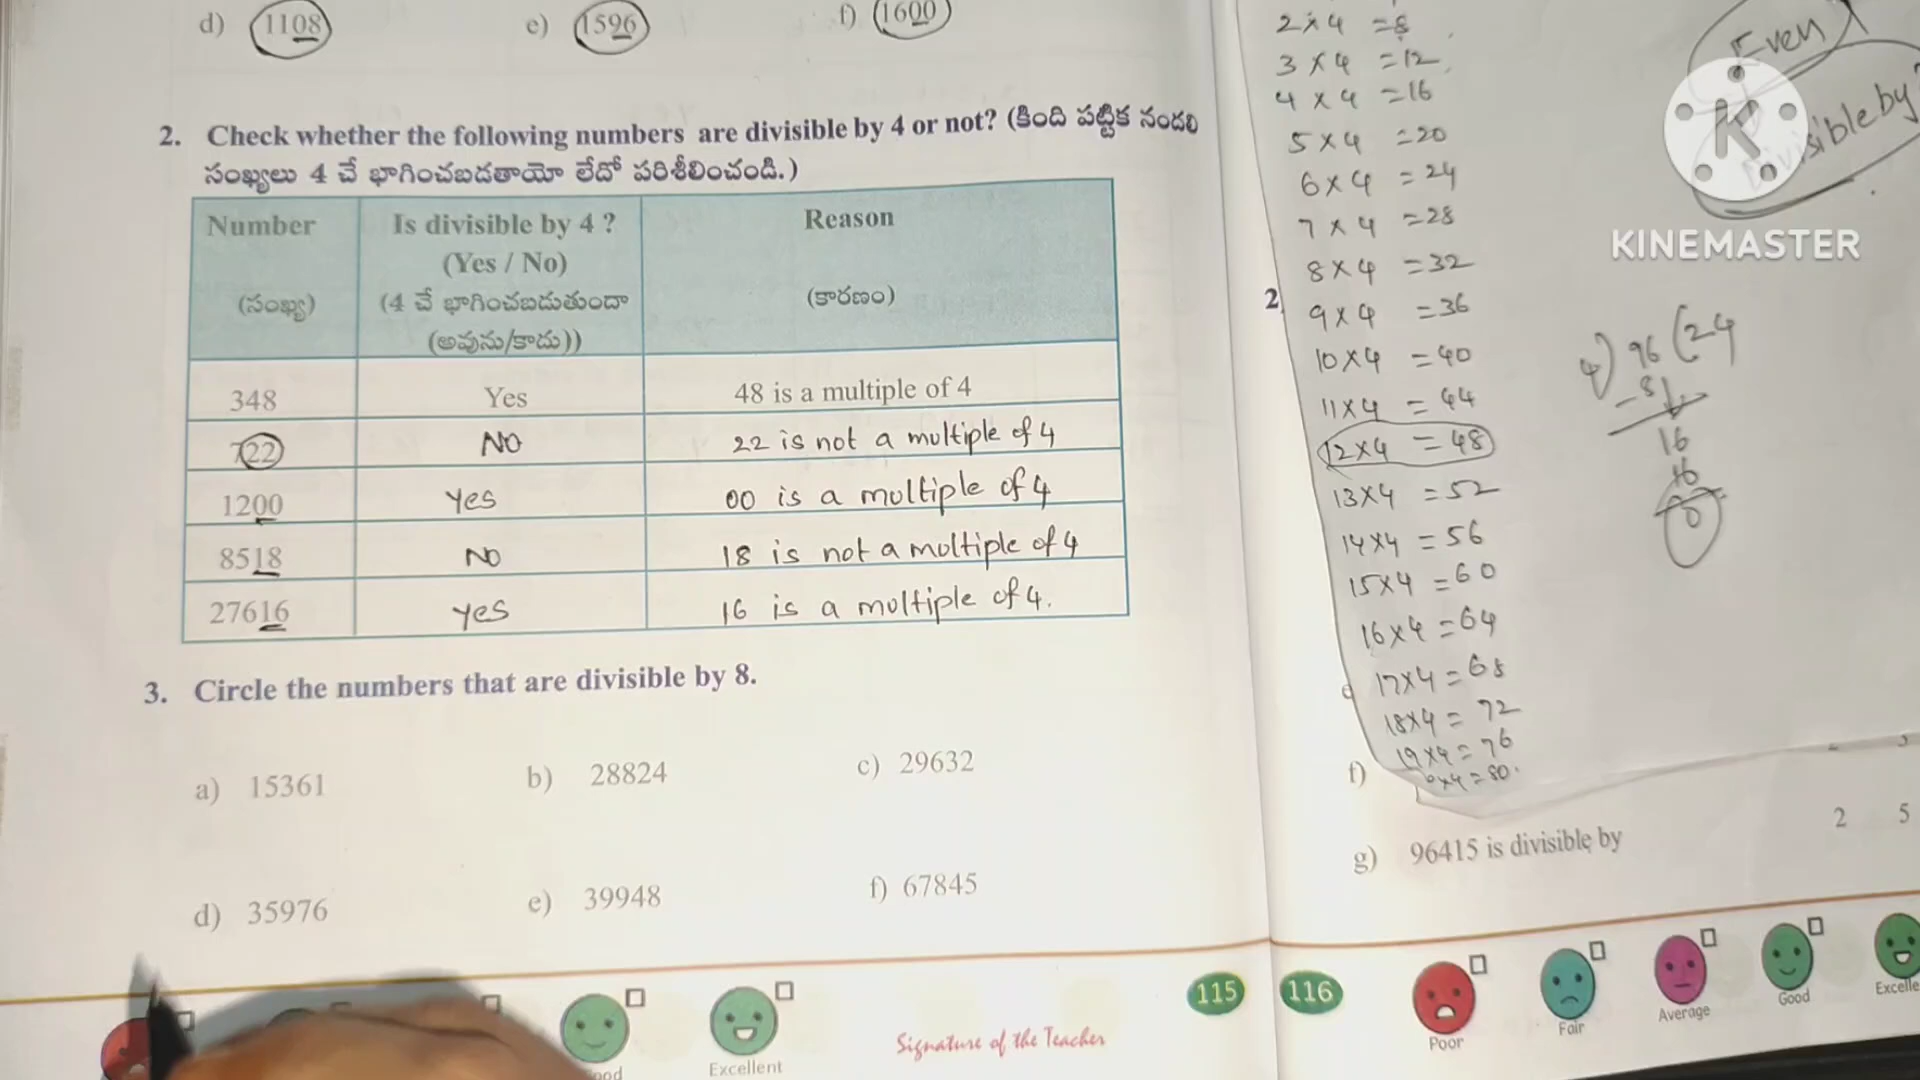 d) 1108 e) 1596 f) 1600
2. Check whether the following numbers are divisible by 4 or not? (కింది పట్టిక నందలి
సంఖ్యలు 4 చే భాగించబడతాయో లేదో పరిశీలించండి.)
Number Is divisible by 4 ? Reason
(Yes / No)
(సంఖ్య) (4 చే భాగించబడుతుందా (కారణం)
(అవును/కాదు))
348 Yes 48 is a multiple of 4
722 NO 22 is not a multiple of 4
1200 Yes 00 is a multiple of 4
8518 NO 18 is not a multiple of 4
27616 yes 16 is a multiple of 4.
3. Circle the numbers that are divisible by 8.
a) 15361 b) 28824 c) 29632
d) 35976 e) 39948 f) 67845
Excellent
Signature of the Teacher
115
2×4 =8
3×4 =12
4×4 =16
5×4 =20
6×4 =24
7×4 =28
8×4 =32
9×4 =36
10×4 =40
11×4 =44
12×4 =48
13×4 =52
14×4 =56
15×4 =60
16×4 =64
17×4 =68
18×4 = 72
19×4 = 76
×4 = 80.
Even
KINEMASTER
2
4) 96 (24
-8
16
16
0
f)
2 5
g) 96415 is divisible by
116
Poor Fair Average Good